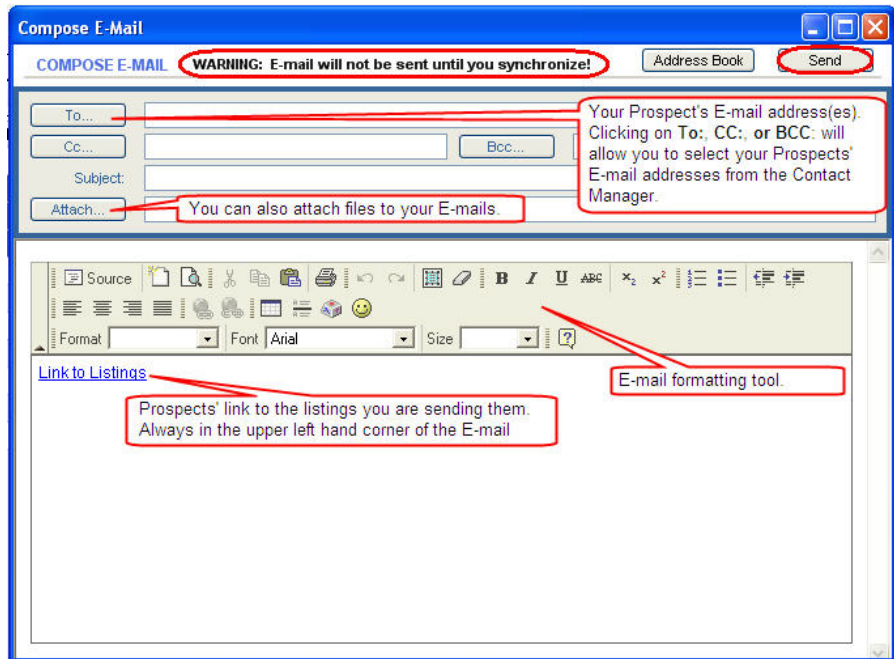 Compose E-Mail
COMPOSE E-MAIL WARNING: E-mail will not be sent until you synchronize! Address Book Send
To...
Your Prospect's E-mail address(es).
Clicking on To:, CC:, or BCC: will
allow you to select your Prospects'
E-mail addresses from the Contact
Manager.
Cc... Bcc...
Subject:
Attach... You can also attach files to your E-mails.
Source B I U ABC x₂ x²
Format Font Arial Size
Link to Listings
E-mail formatting tool.
Prospects' link to the listings you are sending them.
Always in the upper left hand corner of the E-mail